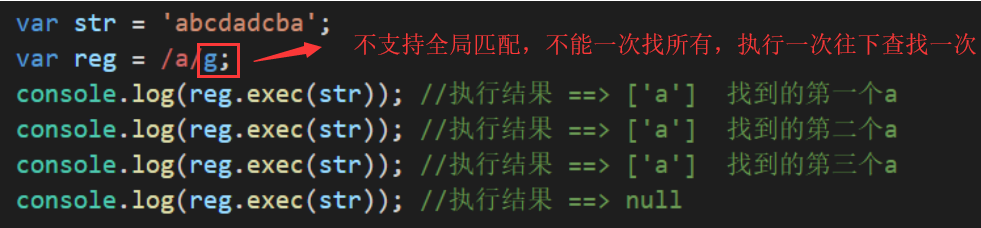 var str = 'abcdadcba';
var reg = /a/g; 不支持全局匹配，不能一次找所有，执行一次往下查找一次
console.log(reg.exec(str)); //执行结果 ==> ['a'] 找到的第一个a
console.log(reg.exec(str)); //执行结果 ==> ['a'] 找到的第二个a
console.log(reg.exec(str)); //执行结果 ==> ['a'] 找到的第三个a
console.log(reg.exec(str)); //执行结果 ==> null